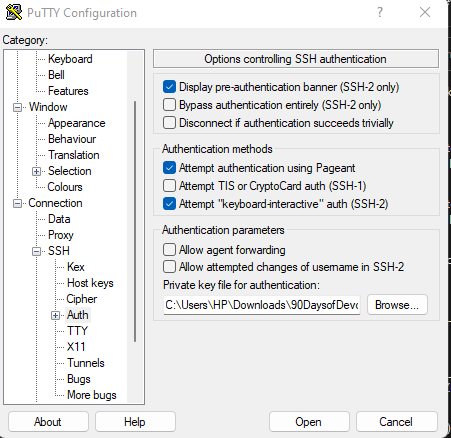 PuTTY Configuration
?
Category:
Keyboard
Bell
Features
Window
Appearance
Behaviour
Translation
Selection
Colours
Connection
Data
Proxy
SSH
Kex
Host keys
Cipher
Auth
TTY
X11
Tunnels
Bugs
More bugs
Options controlling SSH authentication
Display pre-authentication banner (SSH-2 only)
Bypass authentication entirely (SSH-2 only)
Disconnect if authentication succeeds trivially
Authentication methods
Attempt authentication using Pageant
Attempt TIS or CryptoCard auth (SSH-1)
Attempt "keyboard-interactive" auth (SSH-2)
Authentication parameters
Allow agent forwarding
Allow attempted changes of username in SSH-2
Private key file for authentication:
C:\Users\HP\Downloads\90DaysofDevo
Browse...
About
Help
Open
Cancel